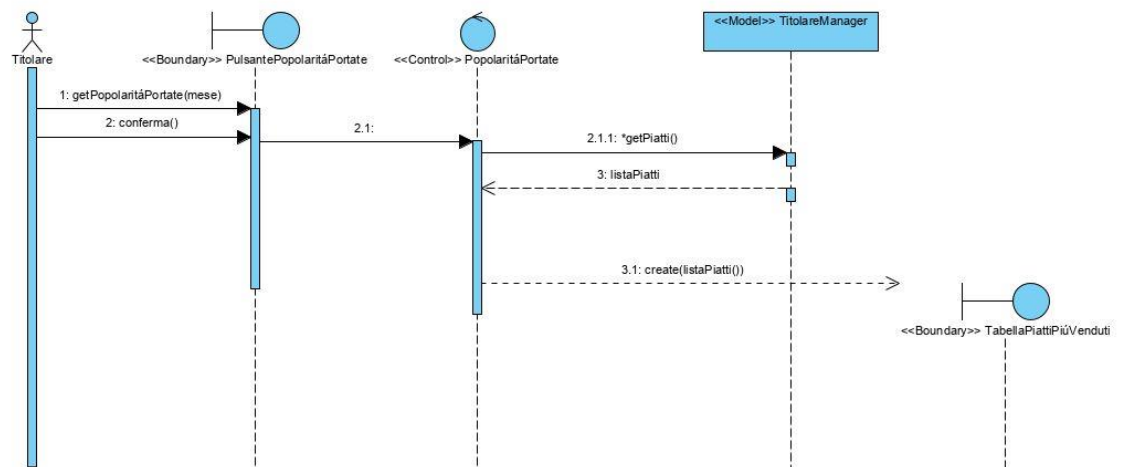 <<Model>> TitolareManager
Titolare
<<Boundary>> PulsantePopolaritáPortate
<<Control>> PopolaritáPortate
1: getPopolaritáPortate(mese)
2: conferma()
2.1:
2.1.1: *getPiatti()
3: listaPiatti
3.1: create(listaPiatti())
<<Boundary>> TabellaPiattiPiúVenduti